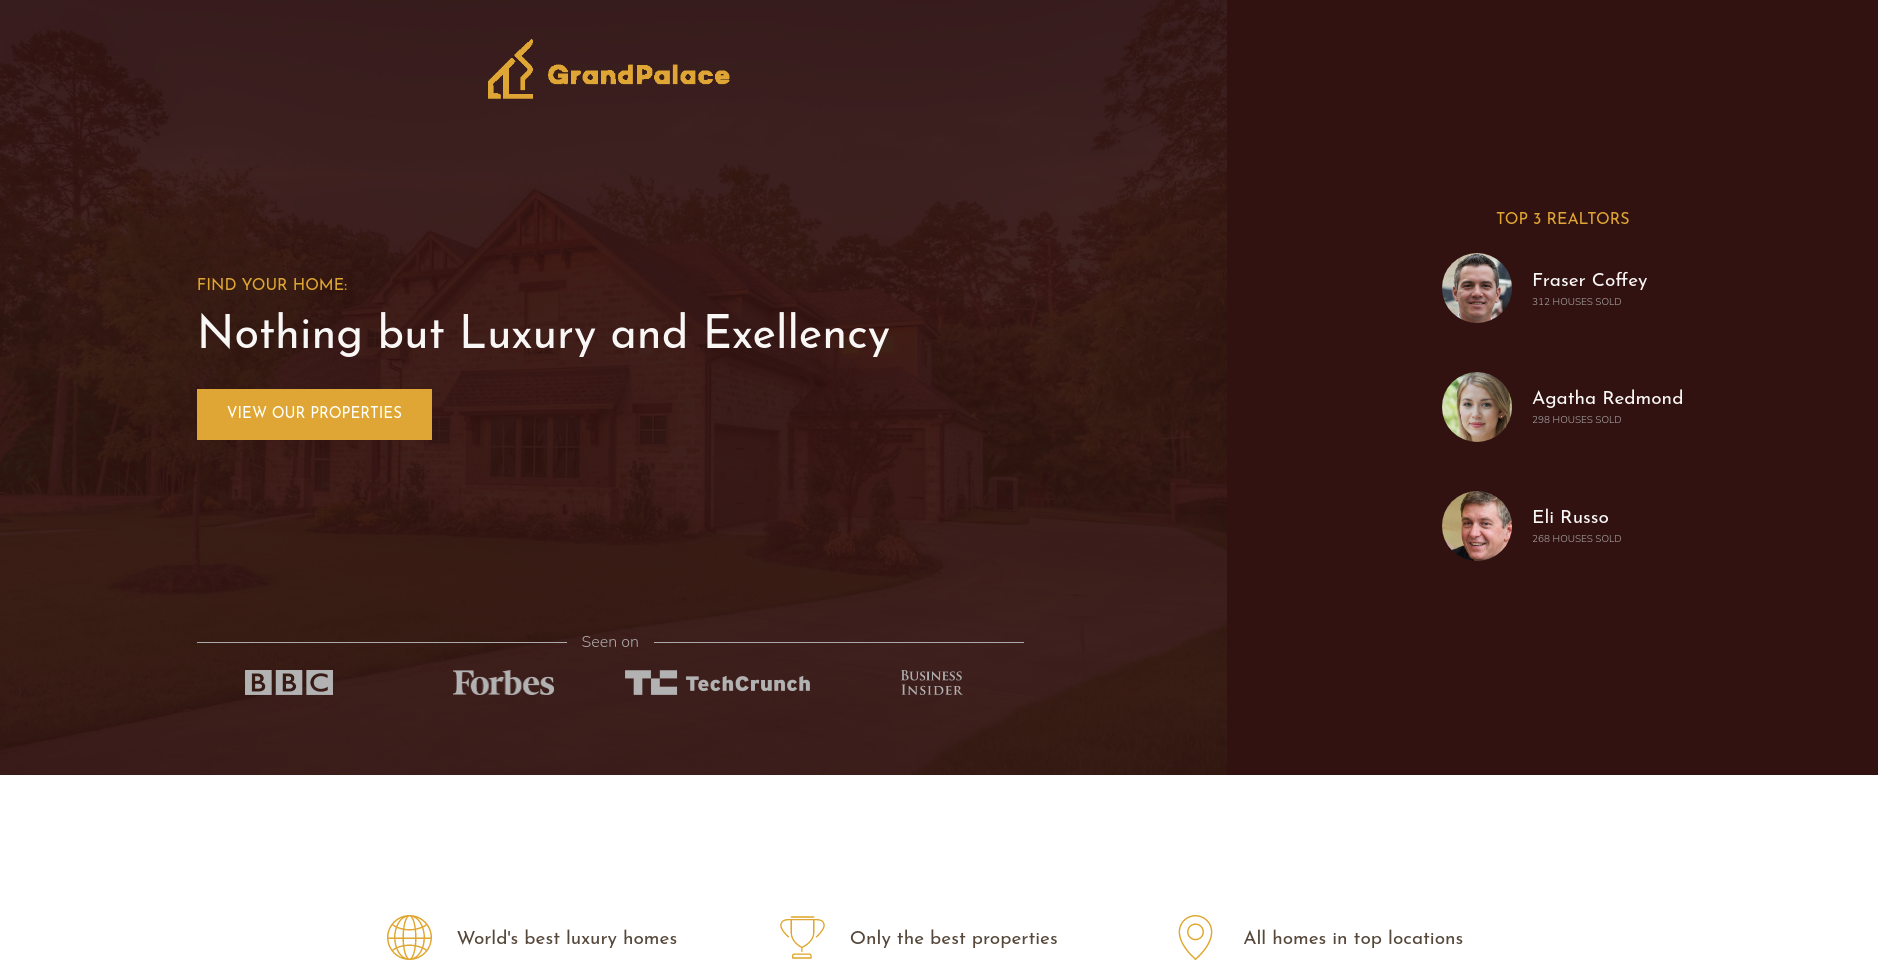 GrandPalace
FIND YOUR HOME:
Nothing but Luxury and Exellency
VIEW OUR PROPERTIES
Seen on
BBC
Forbes
TC TechCrunch
BUSINESS
INSIDER
TOP 3 REALTORS
Fraser Coffey
312 HOUSES SOLD
Agatha Redmond
298 HOUSES SOLD
Eli Russo
268 HOUSES SOLD
World's best luxury homes
Only the best properties
All homes in top locations